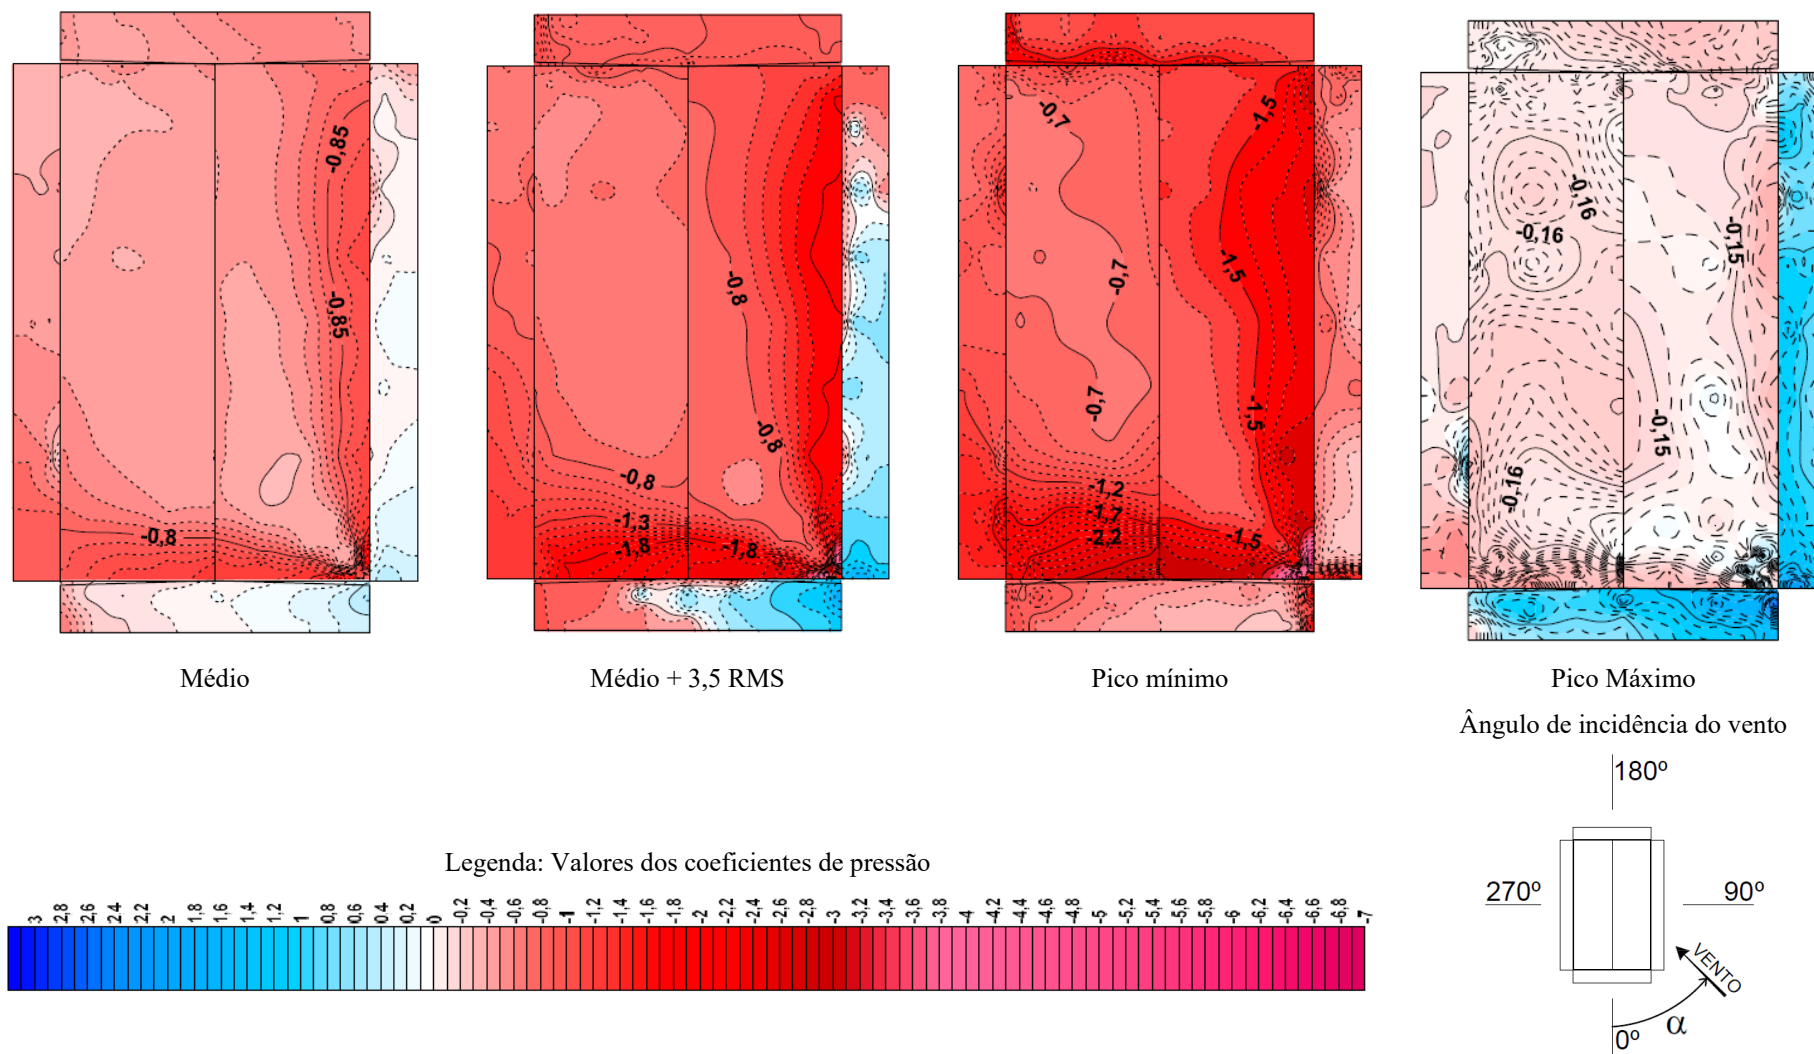 -0,85
-0,85
-0,8
-0,8
-0,8
-0,8
-1,3
-1,8
-1,8
-0,7
-0,7
-0,7
-1,5
-1,5
-1,5
-1,2
-1,7
-2,2
-1,5
-0,16
-0,16
-0,15
-0,15
-0,16
Médio
Médio + 3,5 RMS
Pico mínimo
Pico Máximo
Ângulo de incidência do vento
180º
270º
90º
VENTO
α
0º
Legenda: Valores dos coeficientes de pressão
3 2,8 2,6 2,4 2,2 2 1,8 1,6 1,4 1,2 1 0,8 0,6 0,4 0,2 0 -0,2 -0,4 -0,6 -0,8 -1 -1,2 -1,4 -1,6 -1,8 -2 -2,2 -2,4 -2,6 -2,8 -3 -3,2 -3,4 -3,6 -3,8 -4 -4,2 -4,4 -4,6 -4,8 -5 -5,2 -5,4 -5,6 -5,8 -6 -6,2 -6,4 -6,6 -6,8 -7